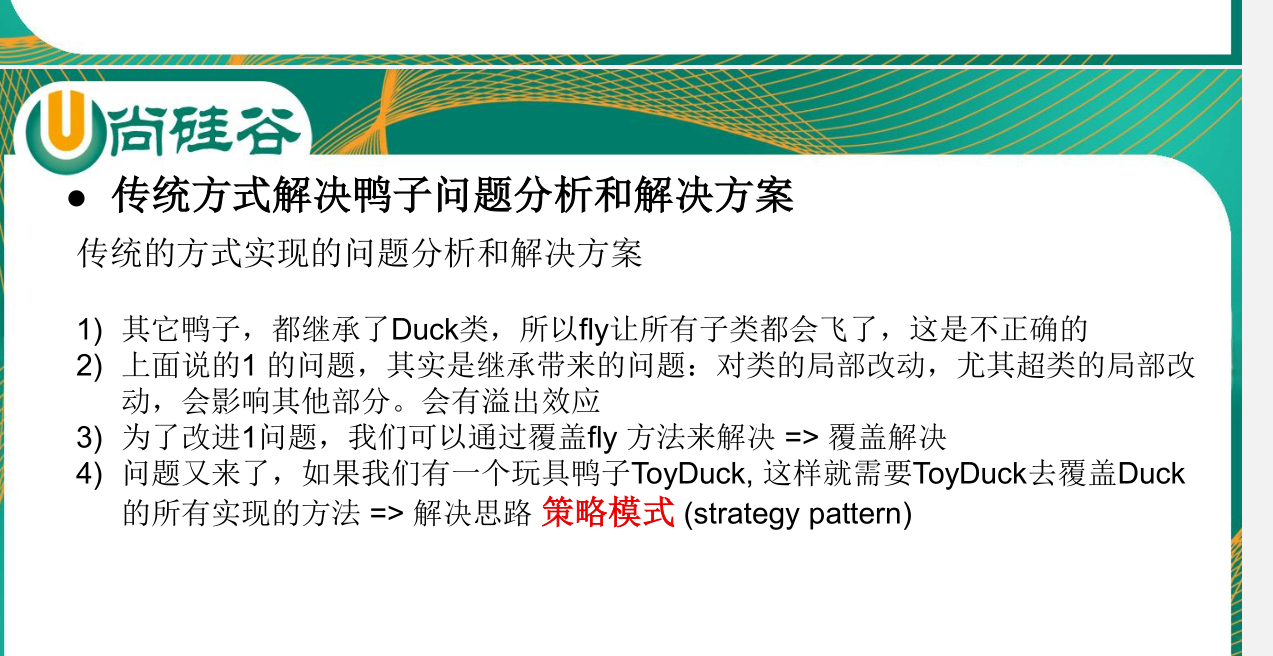 尚硅谷
● 传统方式解决鸭子问题分析和解决方案
传统的方式实现的问题分析和解决方案
1) 其它鸭子，都继承了Duck类，所以fly让所有子类都会飞了，这是不正确的
2) 上面说的1 的问题，其实是继承带来的问题：对类的局部改动，尤其超类的局部改
动，会影响其他部分。会有溢出效应
3) 为了改进1问题，我们可以通过覆盖fly 方法来解决 => 覆盖解决
4) 问题又来了，如果我们有一个玩具鸭子ToyDuck, 这样就需要ToyDuck去覆盖Duck
的所有实现的方法 => 解决思路 策略模式 (strategy pattern)